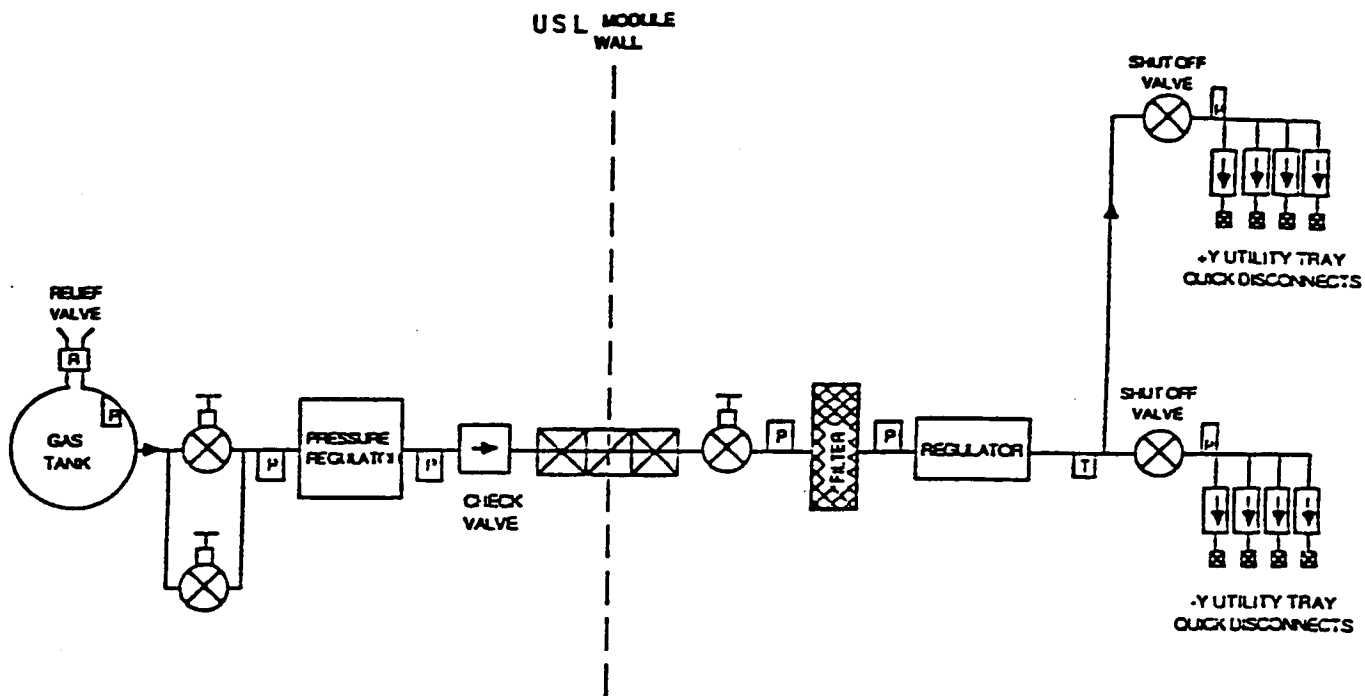 USL MODULE
WALL
SHUT OFF
VALVE
P
+Y UTILITY TRAY
QUICK DISCONNECTS
RELIEF
VALVE
R
P
GAS
TANK
P
PRESSURE
REGULATOR
P
CHECK
VALVE
P
FILTER
P
REGULATOR
T
SHUT OFF
VALVE
P
-Y UTILITY TRAY
QUICK DISCONNECTS